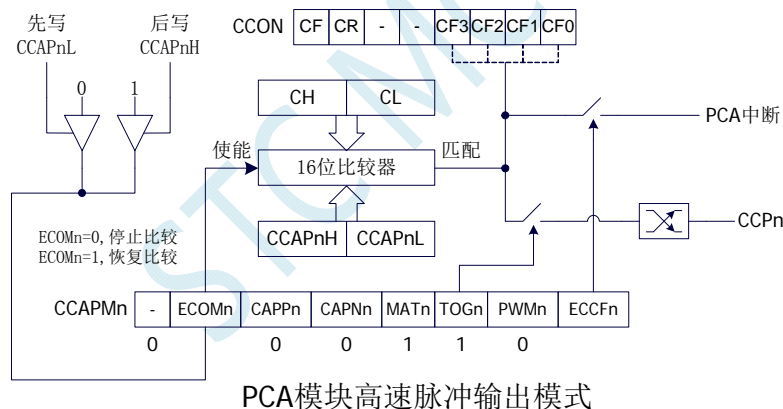 先写 后写 CCON CF CR - - CF3 CF2 CF1 CF0
CCAPnL CCAPnH
0 1 CH CL
PCA中断
使能 16位比较器 匹配
CCPn
ECOMn=0,停止比较 CCAPnH CCAPnL
ECOMn=1,恢复比较
CCAPMn - ECOMn CAPPn CAPNn MATn TOGn PWMn ECCFn
0 0 0 1 1 0
PCA模块高速脉冲输出模式
STC MC